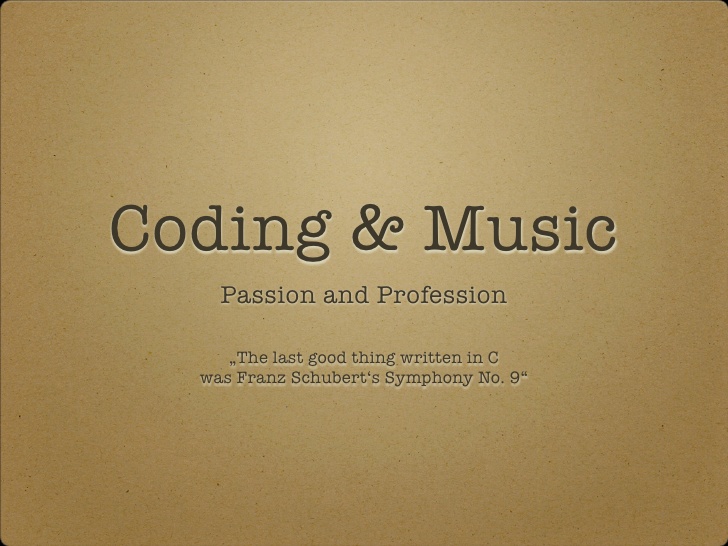 Coding & Music
Passion and Profession
„The last good thing written in C
was Franz Schubert‘s Symphony No. 9“